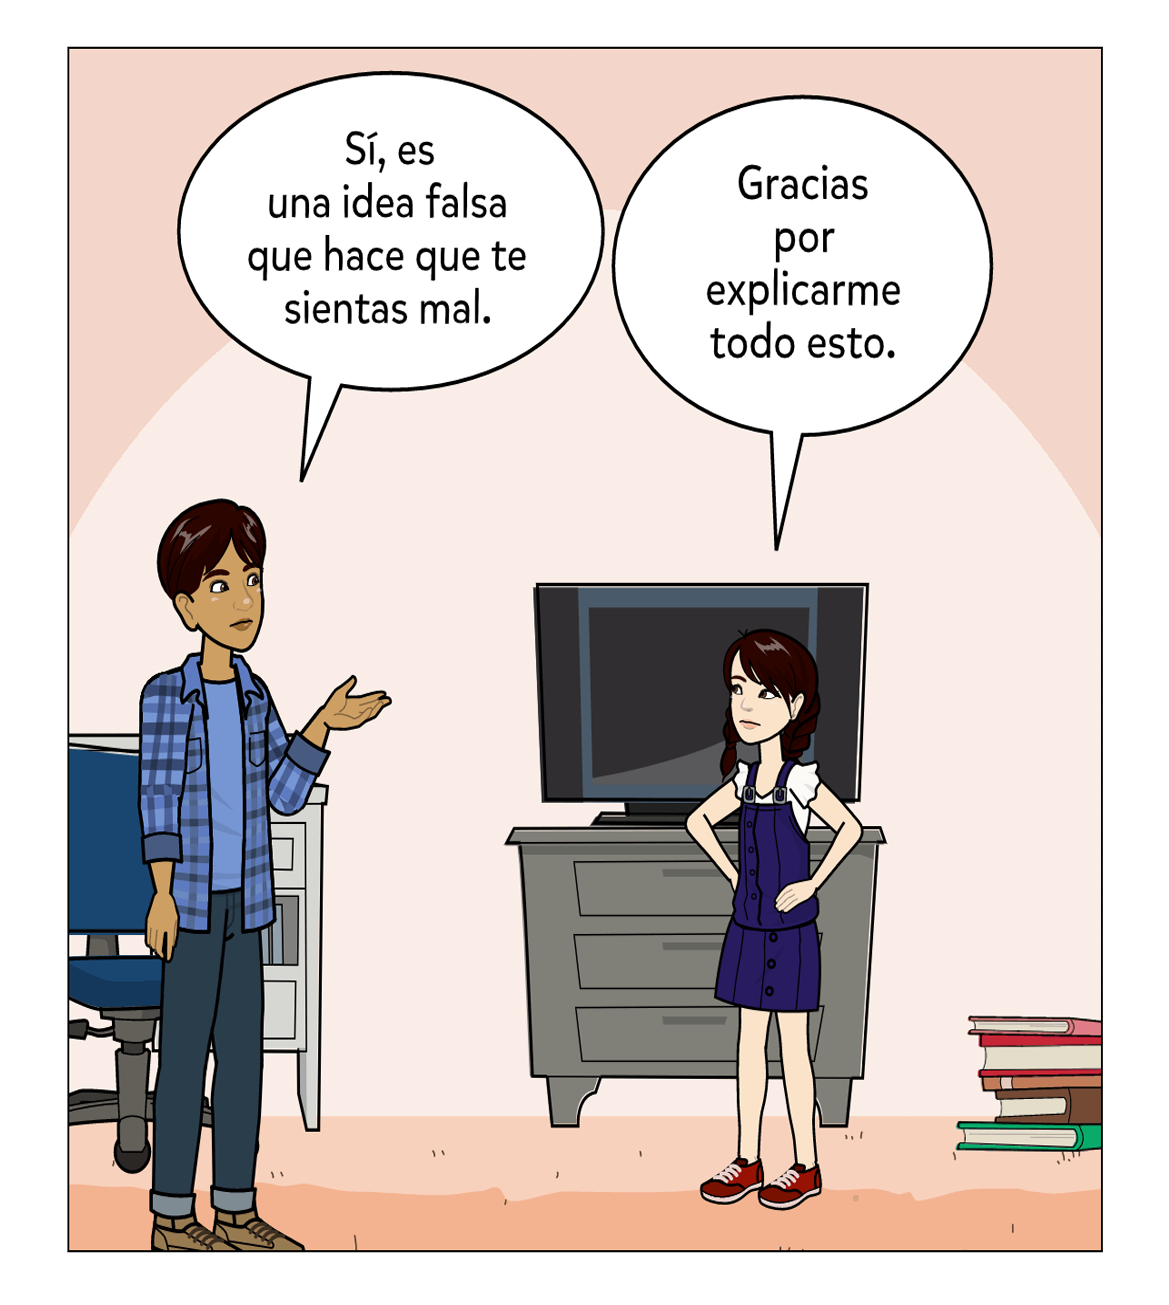 Sí, es
una idea falsa
que hace que te
sientas mal.
Gracias
por
explicarme
todo esto.